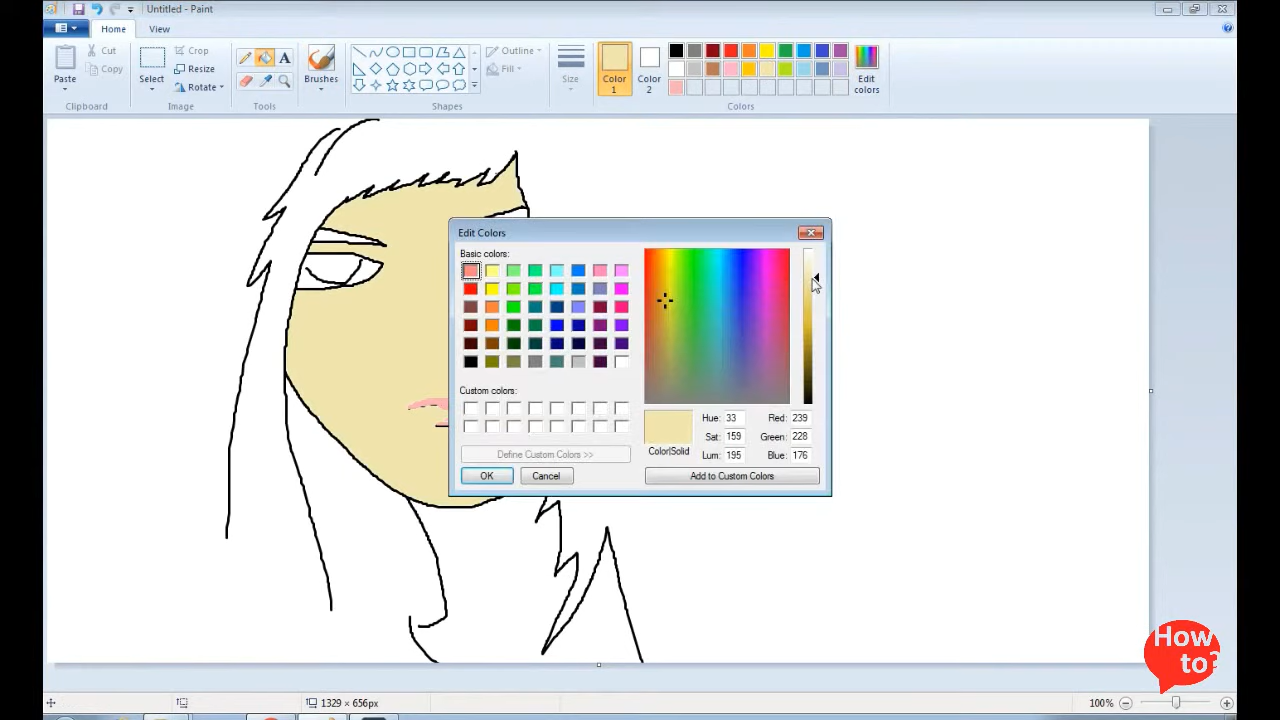 Untitled - Paint
Home View
Paste
Cut
Copy
Clipboard
Select
Crop
Resize
Rotate
Image
Tools
Brushes
Shapes
Outline
Fill
Size
Color
1
Color
2
Colors
Edit
colors
Edit Colors
Basic colors:
Custom colors:
Define Custom Colors >>
OK Cancel
Color|Solid
Hue: 33 Red: 239
Sat: 159 Green: 228
Lum: 195 Blue: 176
Add to Custom Colors
How
to?
1329 × 656px
100%